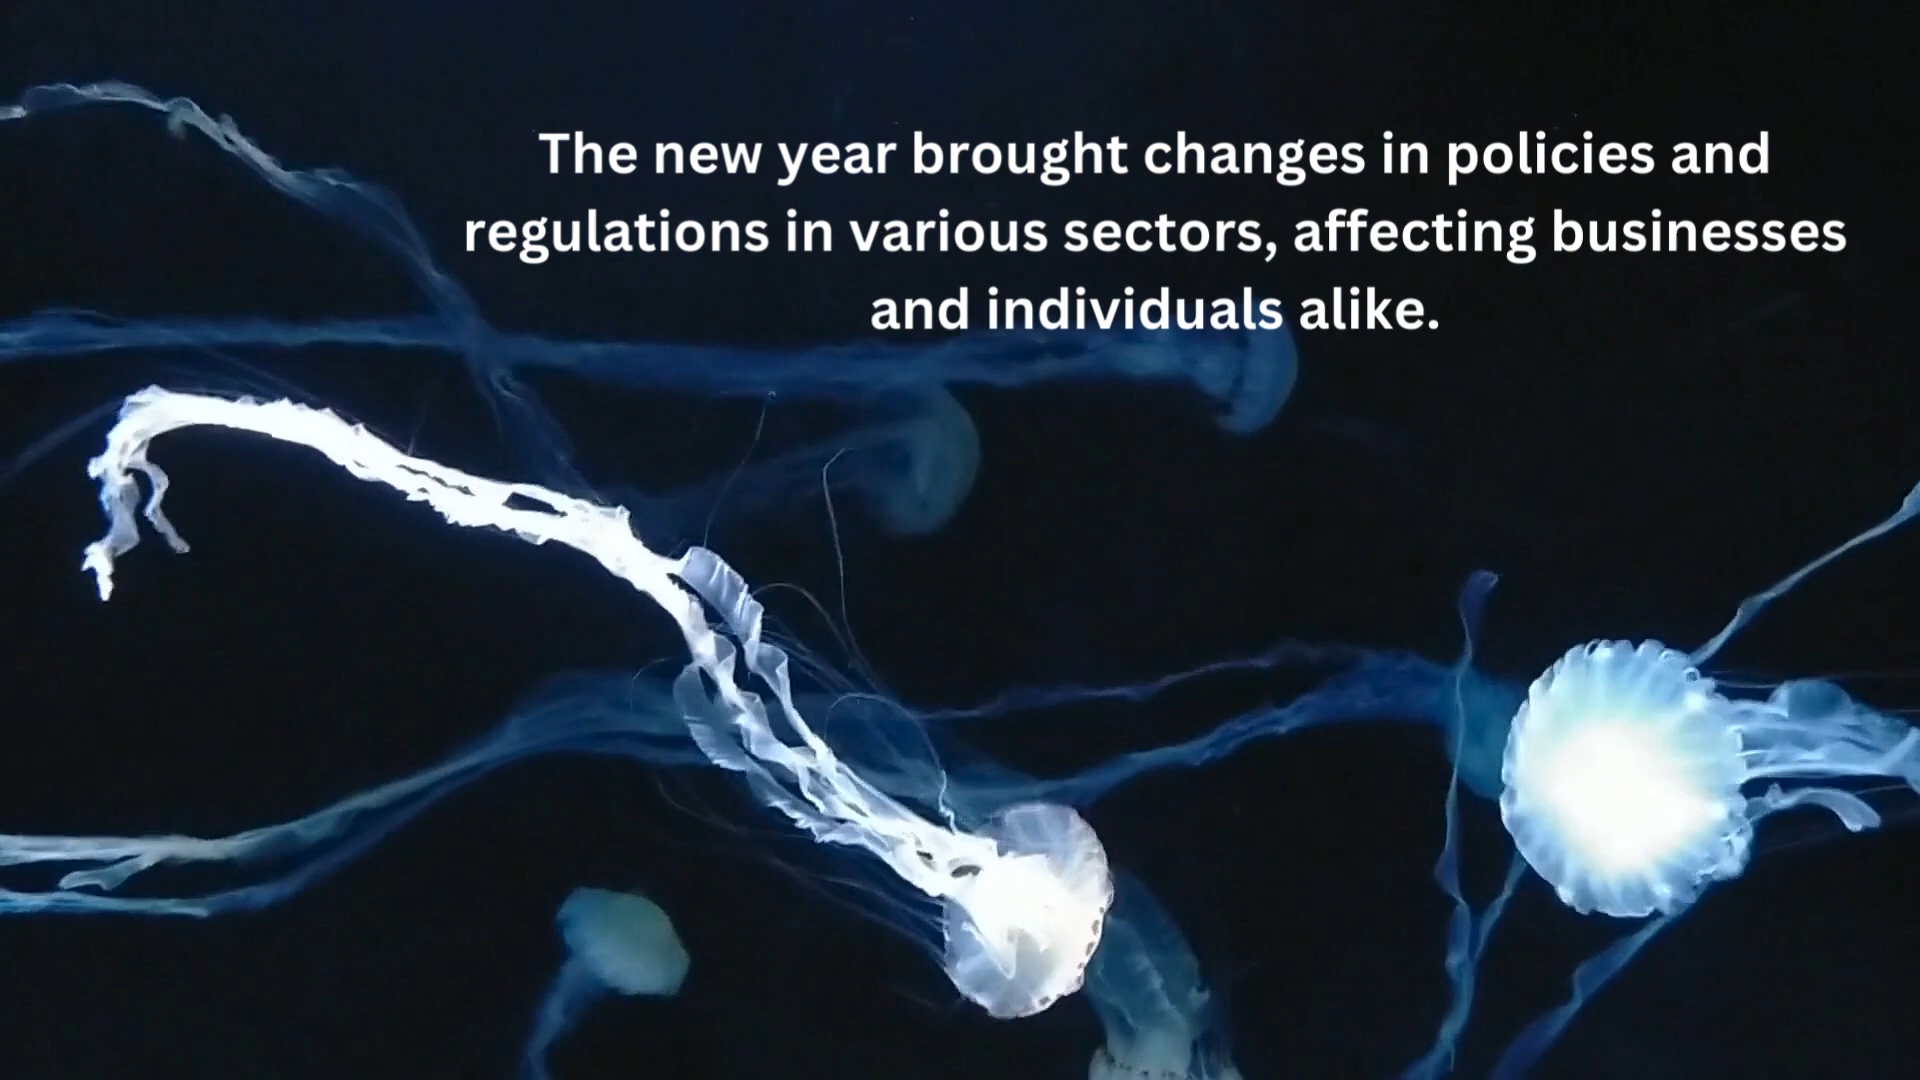 The new year brought changes in policies and
regulations in various sectors, affecting businesses
and individuals alike.